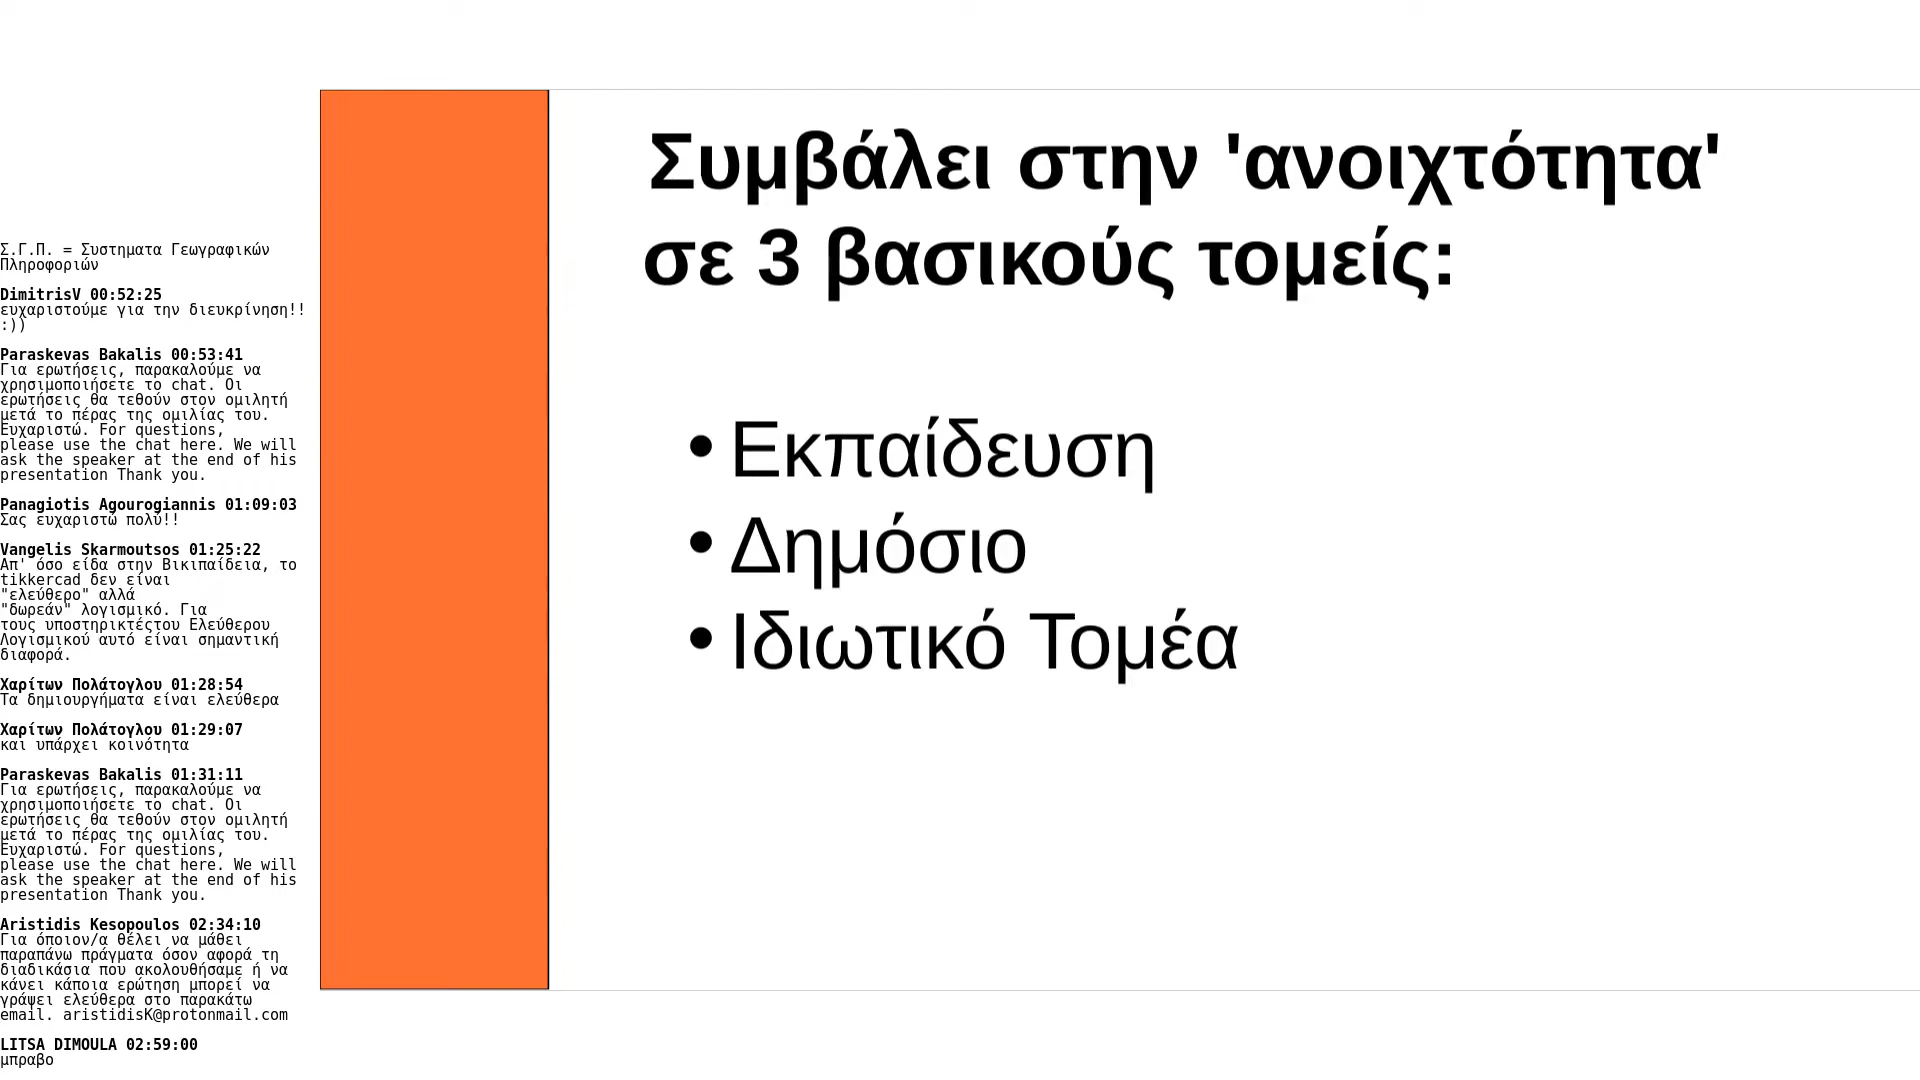 Σ.Γ.Π. = Συστηματα Γεωγραφικών
Πληροφοριών
DimitrisV 00:52:25
ευχαριστούμε για την διευκρίνηση!!
:))
Paraskevas Bakalis 00:53:41
Για ερωτήσεις, παρακαλούμε να
χρησιμοποιήσετε το chat. Οι
ερωτήσεις θα τεθούν στον ομιλητή
μετά το πέρας της ομιλίας του.
Ευχαριστώ. For questions,
please use the chat here. We will
ask the speaker at the end of his
presentation Thank you.
Panagiotis Agourogiannis 01:09:03
Σας ευχαριστώ πολύ!!
Vangelis Skarmoutsos 01:25:22
Απ' όσο είδα στην Βικιπαίδεια, το
tikkercad δεν είναι
"ελεύθερο" αλλά
"δωρεάν" λογισμικό. Για
τους υποστηρικτέςτου Ελεύθερου
Λογισμικού αυτό είναι σημαντική
διαφορά.
Χαρίτων Πολάτογλου 01:28:54
Τα δημιουργήματα είναι ελεύθερα
Χαρίτων Πολάτογλου 01:29:07
και υπάρχει κοινότητα
Paraskevas Bakalis 01:31:11
Για ερωτήσεις, παρακαλούμε να
χρησιμοποιήσετε το chat. Οι
ερωτήσεις θα τεθούν στον ομιλητή
μετά το πέρας της ομιλίας του.
Ευχαριστώ. For questions,
please use the chat here. We will
ask the speaker at the end of his
presentation Thank you.
Aristidis Kesopoulos 02:34:10
Για όποιον/α θέλει να μάθει
παραπάνω πράγματα όσον αφορά τη
διαδικάσια που ακολουθήσαμε ή να
κάνει κάποια ερώτηση μπορεί να
γράψει ελεύθερα στο παρακάτω
email. aristidisK@protonmail.com
LITSA DIMOULA 02:59:00
μπραβο
Συμβάλει στην 'ανοιχτότητα'
σε 3 βασικούς τομείς:
• Εκπαίδευση
• Δημόσιο
• Ιδιωτικό Τομέα